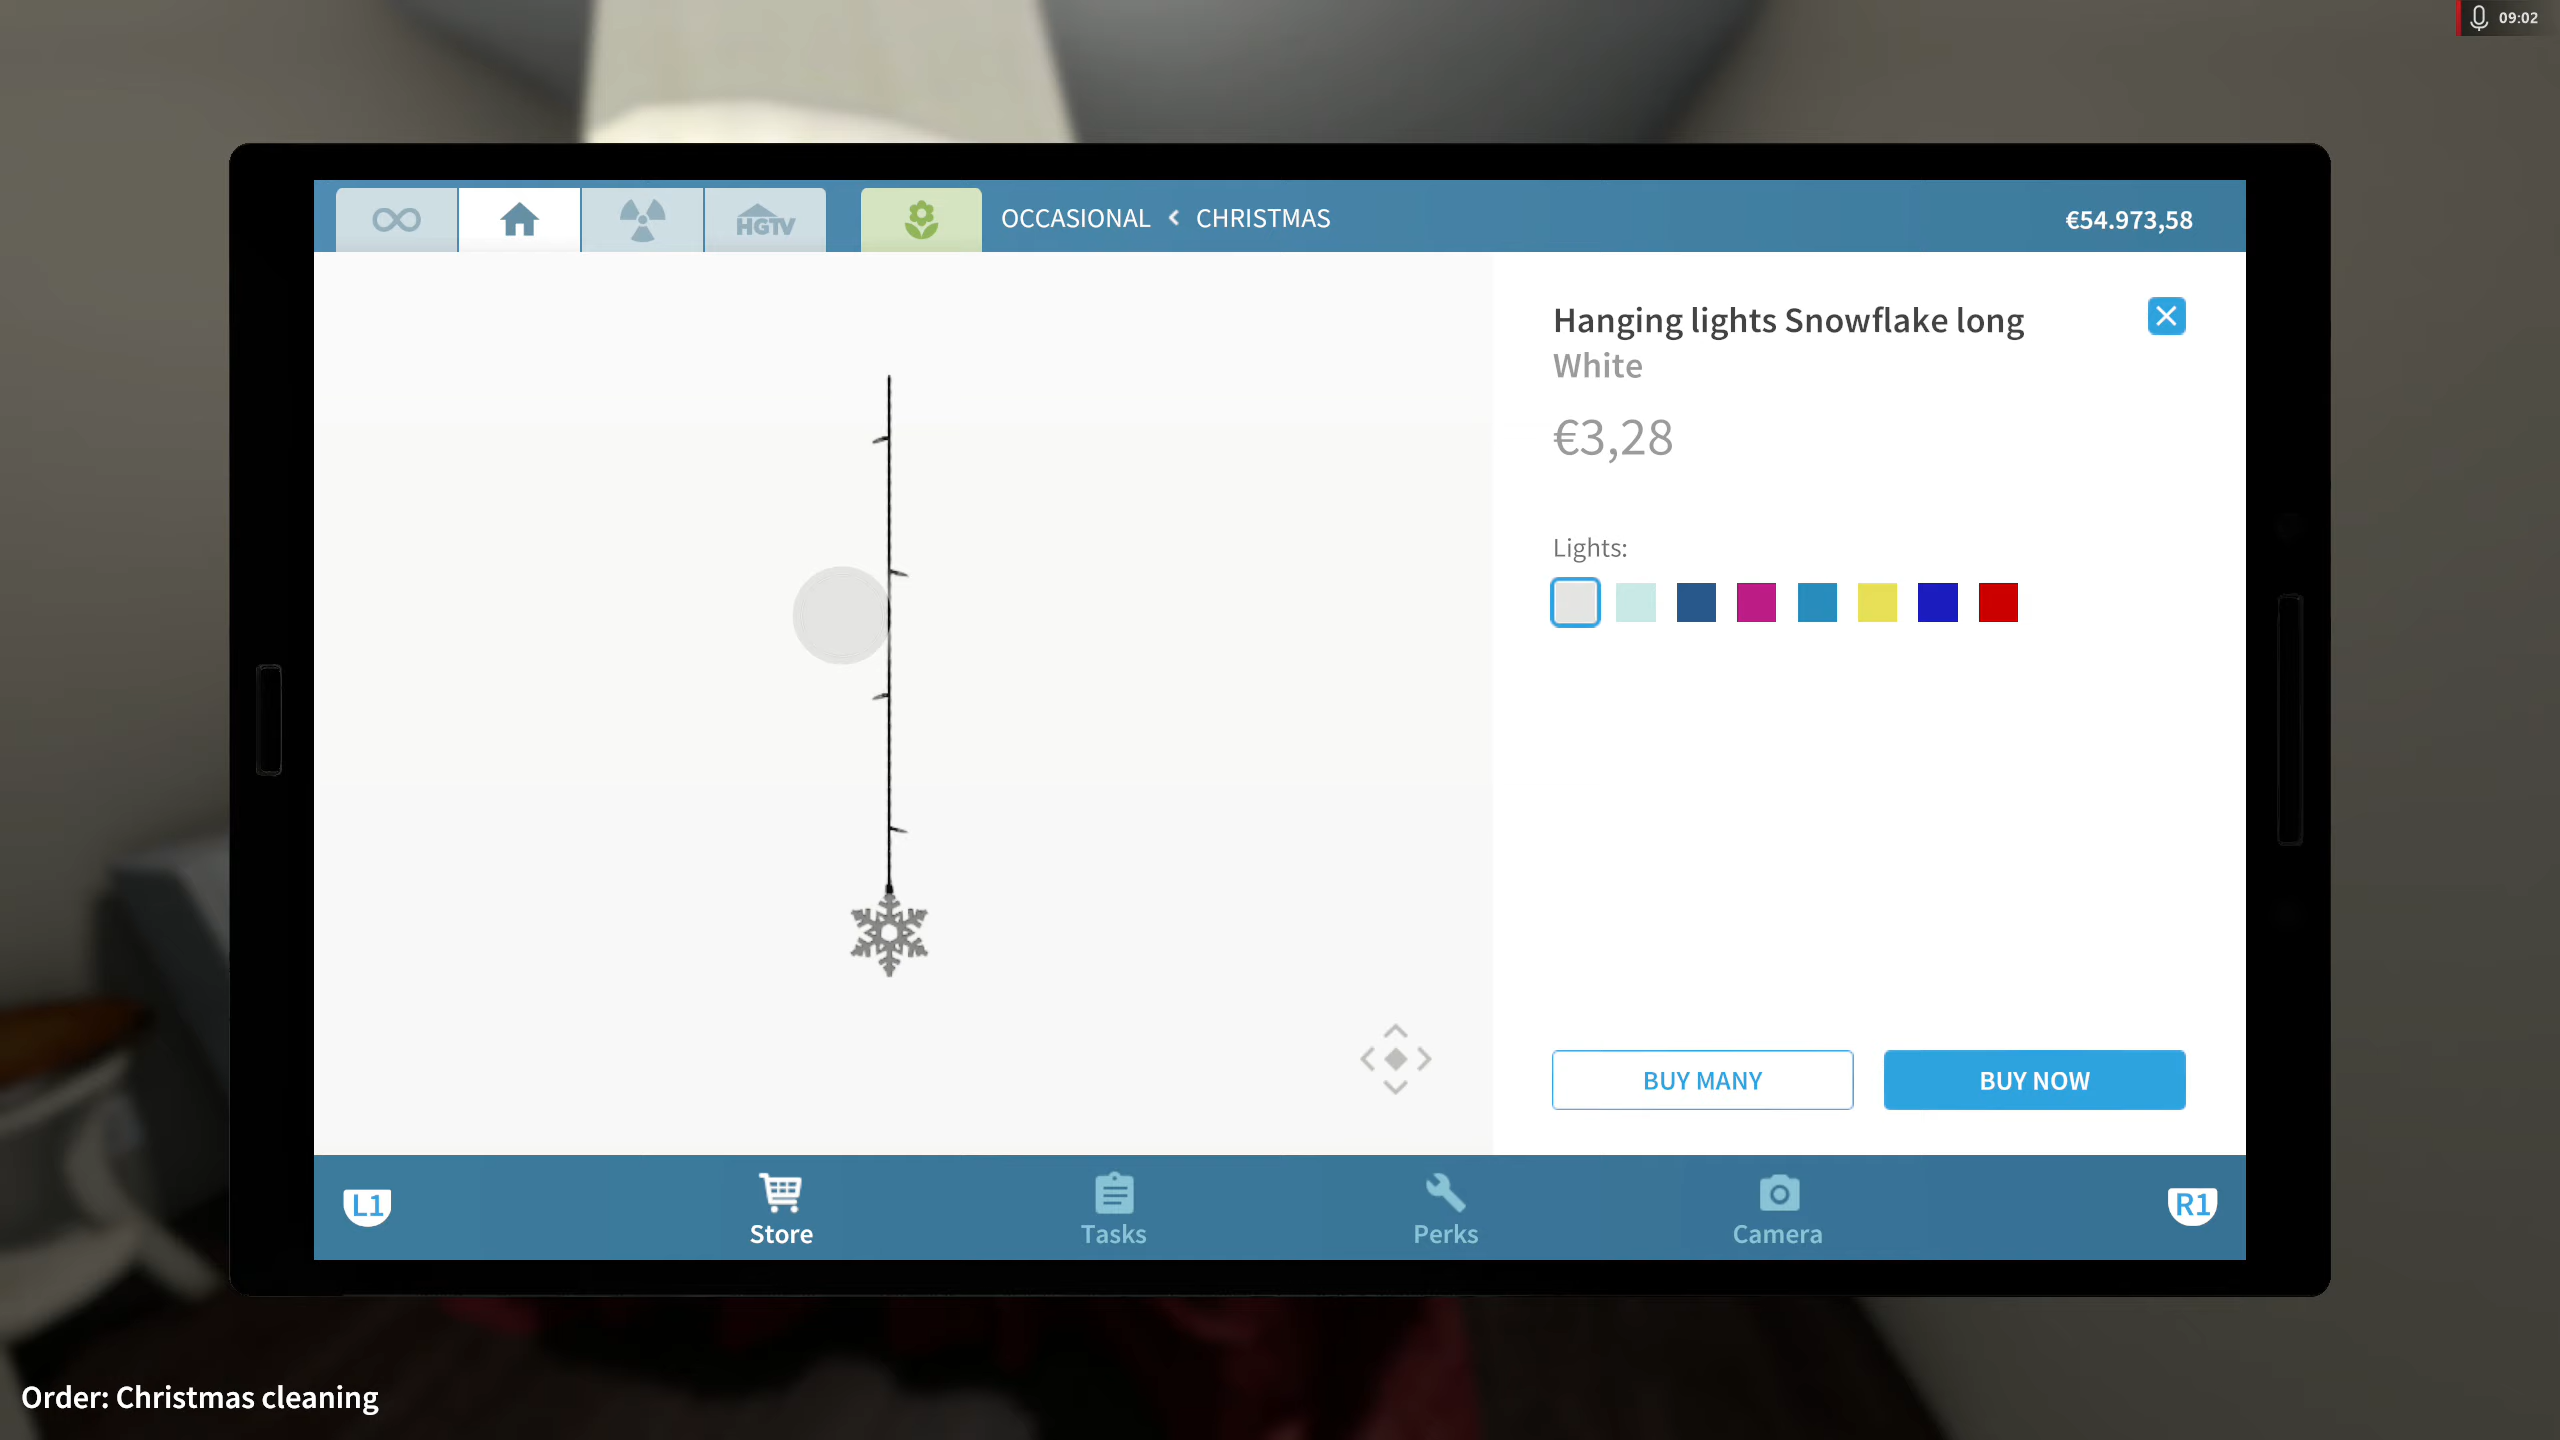 09:02
HGTV
OCCASIONAL < CHRISTMAS
€54.973,58
Hanging lights Snowflake long
White
€3,28
Lights:
BUY MANY
BUY NOW
L1
Store
Tasks
Perks
Camera
R1
Order: Christmas cleaning